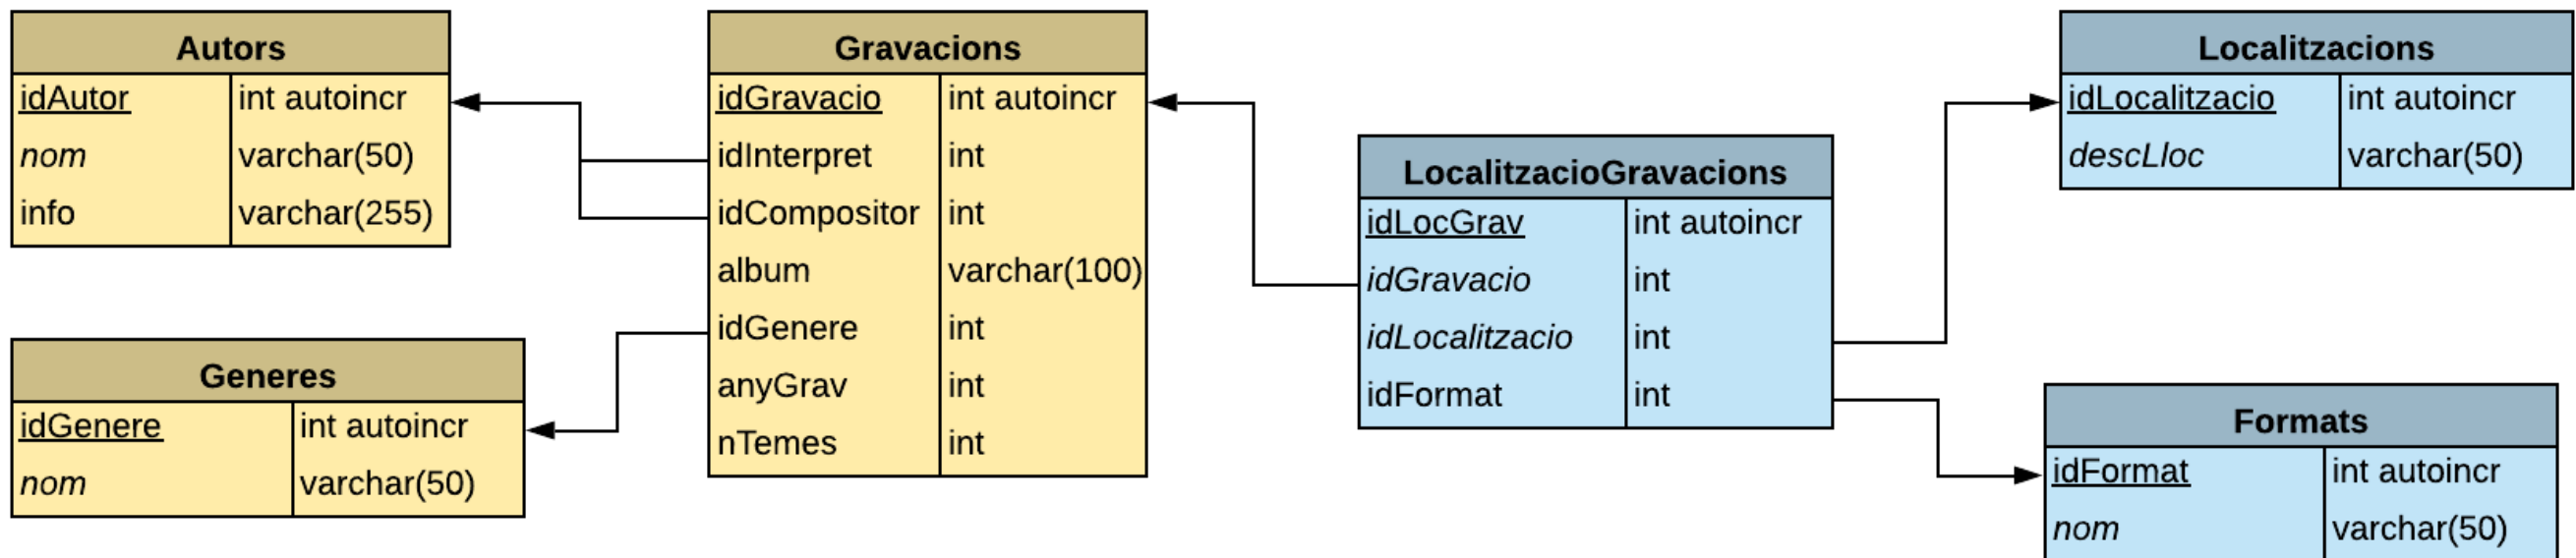 Autors
idAutor int autoincr
nom varchar(50)
info varchar(255)
Generes
idGenere int autoincr
nom varchar(50)
Gravacions
idGravacio int autoincr
idInterpret int
idCompositor int
album varchar(100)
idGenere int
anyGrav int
nTemes int
LocalitzacioGravacions
idLocGrav int autoincr
idGravacio int
idLocalitzacio int
idFormat int
Localitzacions
idLocalitzacio int autoincr
descLloc varchar(50)
Formats
idFormat int autoincr
nom varchar(50)